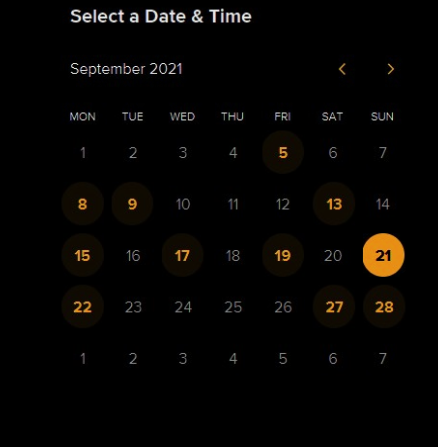 Select a Date & Time
September 2021
MON TUE WED THU FRI SAT SUN
1 2 3 4 5 6 7
8 9 10 11 12 13 14
15 16 17 18 19 20 21
22 23 24 25 26 27 28
1 2 3 4 5 6 7